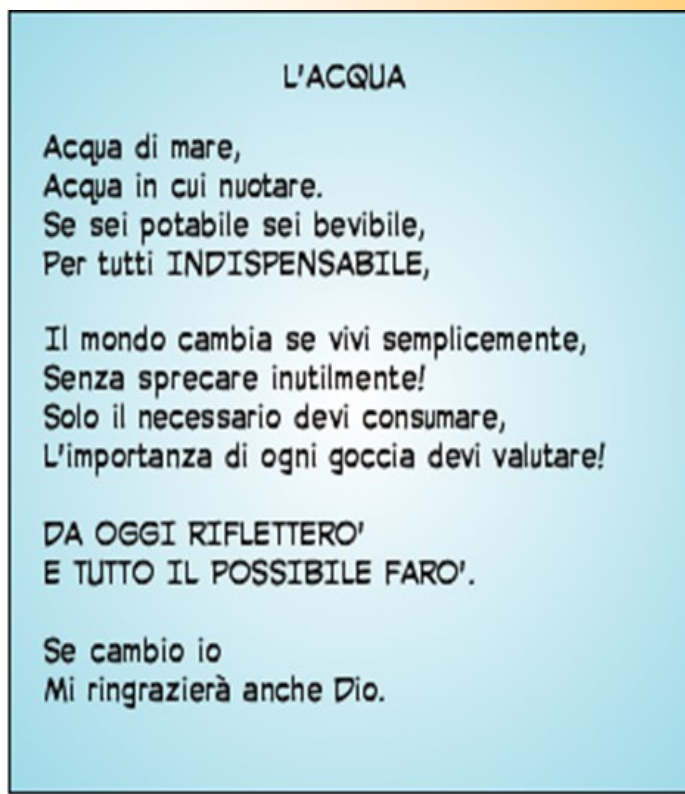 L'ACQUA
Acqua di mare,
Acqua in cui nuotare.
Se sei potabile sei bevibile,
Per tutti INDISPENSABILE,
Il mondo cambia se vivi semplicemente,
Senza sprecare inutilmente!
Solo il necessario devi consumare,
L'importanza di ogni goccia devi valutare!
DA OGGI RIFLETTERO'
E TUTTO IL POSSIBILE FARO'.
Se cambio io
Mi ringrazierà anche Dio.